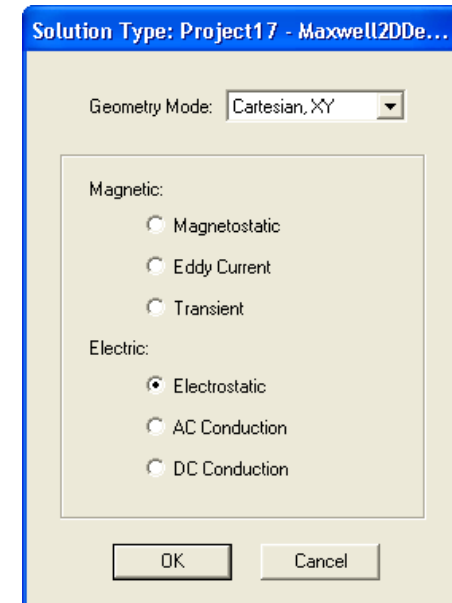 Solution Type: Project17 - Maxwell2DDe...
Geometry Mode: Cartesian, XY
Magnetic:
Magnetostatic
Eddy Current
Transient
Electric:
Electrostatic
AC Conduction
DC Conduction
OK Cancel